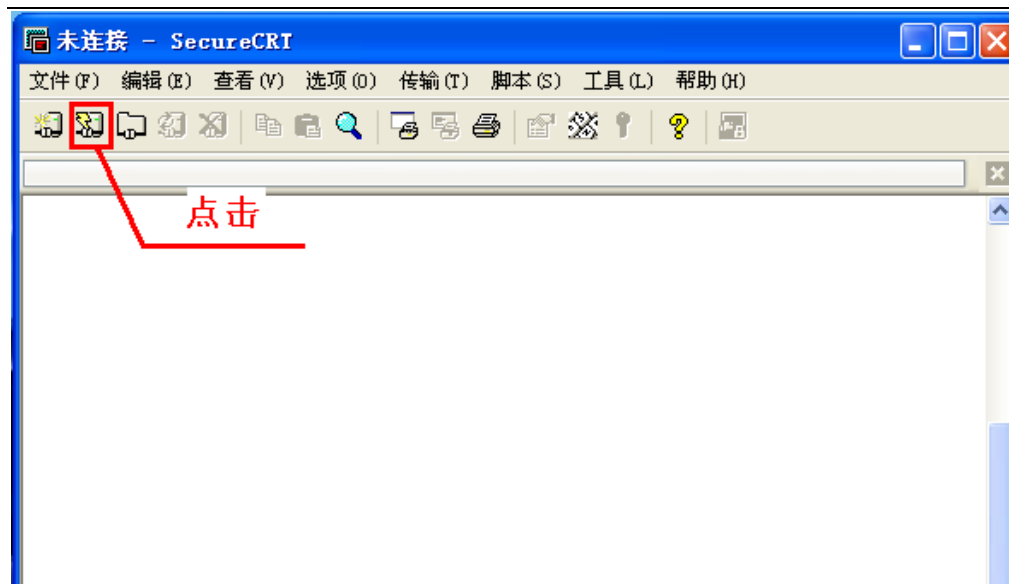 未连接 - SecureCRT
文件(F) 编辑(E) 查看(V) 选项(O) 传输(T) 脚本(S) 工具(L) 帮助(H)
点击